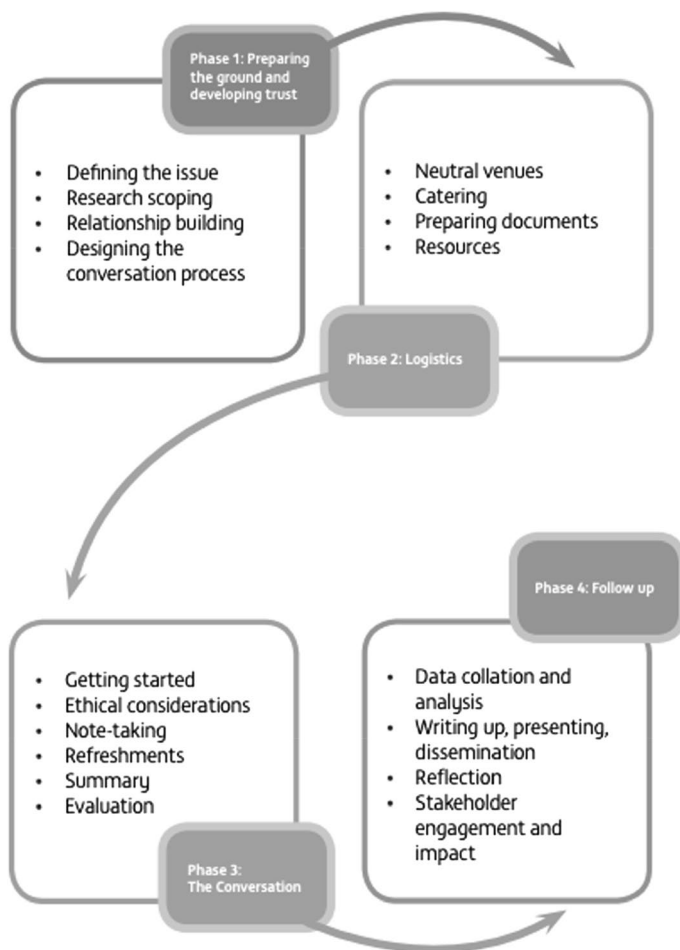 Phase 1: Preparing
the ground and
developing trust
• Defining the issue
• Research scoping
• Relationship building
• Designing the
conversation process
• Neutral venues
• Catering
• Preparing documents
• Resources
Phase 2: Logistics
• Getting started
• Ethical considerations
• Note-taking
• Refreshments
• Summary
• Evaluation
Phase 3:
The Conversation
Phase 4: Follow up
• Data collation and
analysis
• Writing up, presenting,
dissemination
• Reflection
• Stakeholder
engagement and
impact